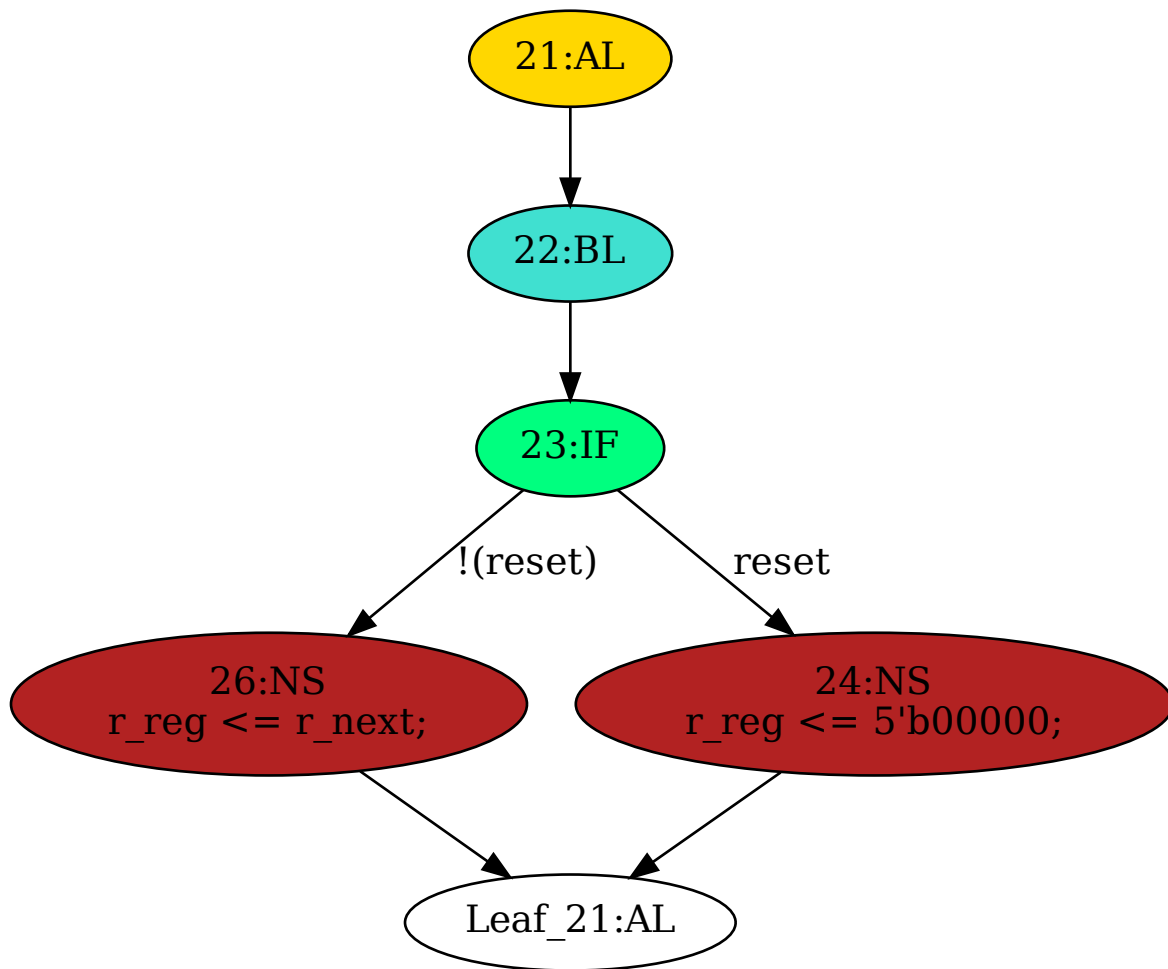 21:AL
22:BL
23:IF
!(reset)
reset
26:NS
r_reg <= r_next;
24:NS
r_reg <= 5'b00000;
Leaf_21:AL